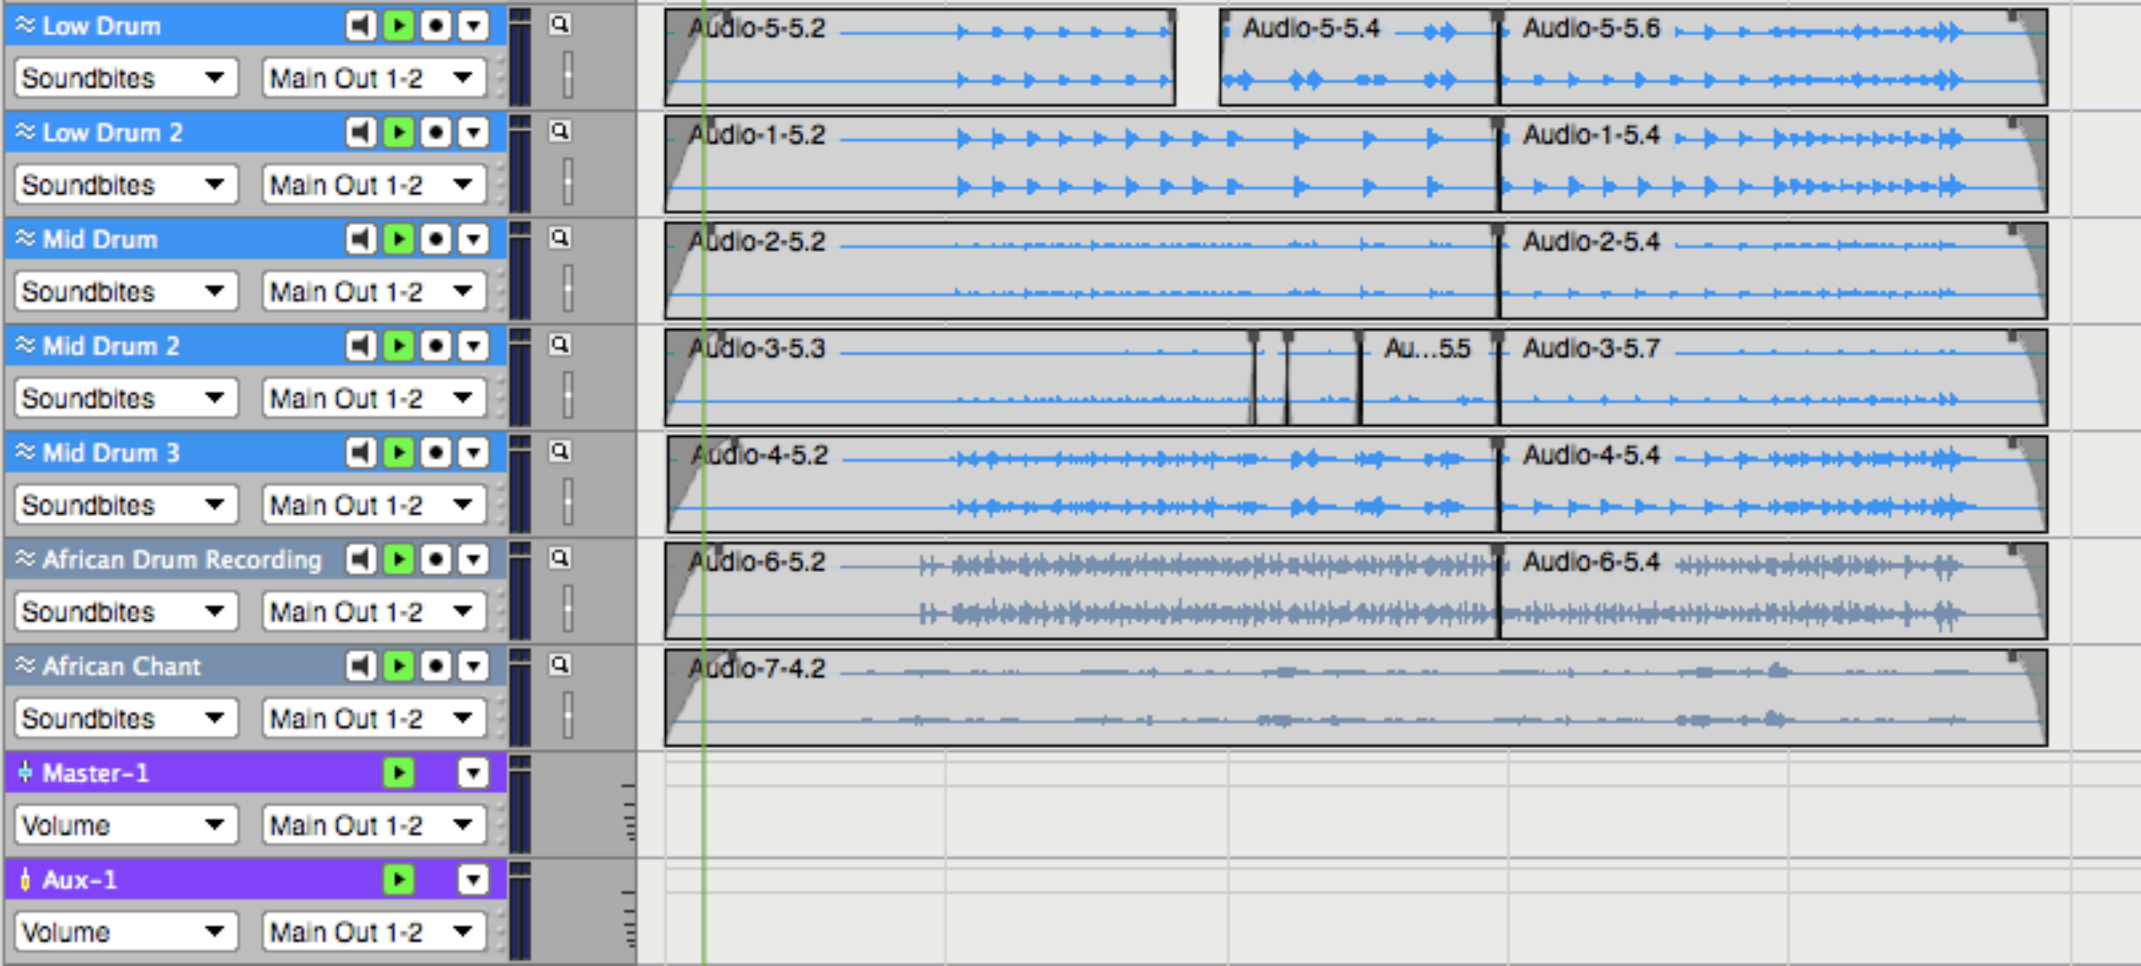 Low Drum Audio-5-5.2 Audio-5-5.4 Audio-5-5.6
Soundbites Main Out 1-2
Low Drum 2 Audio-1-5.2 Audio-1-5.4
Soundbites Main Out 1-2
Mid Drum Audio-2-5.2 Audio-2-5.4
Soundbites Main Out 1-2
Mid Drum 2 Audio-3-5.3 Au...5.5 Audio-3-5.7
Soundbites Main Out 1-2
Mid Drum 3 Audio-4-5.2 Audio-4-5.4
Soundbites Main Out 1-2
African Drum Recording Audio-6-5.2 Audio-6-5.4
Soundbites Main Out 1-2
African Chant Audio-7-4.2
Soundbites Main Out 1-2
Master-1
Volume Main Out 1-2
Aux-1
Volume Main Out 1-2